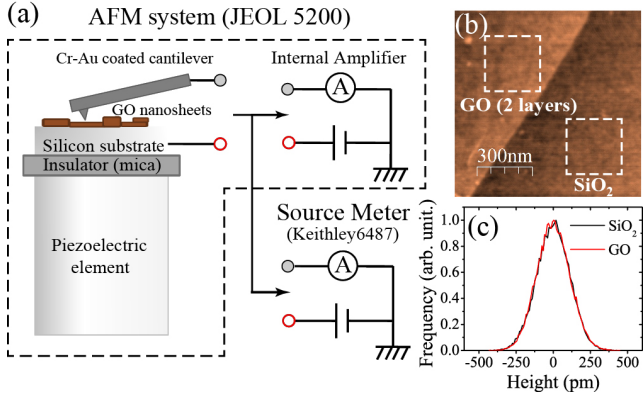 (a)
AFM system (JEOL 5200)
Cr-Au coated cantilever
Internal Amplifier
A
GO nanosheets
Silicon substrate
Insulator (mica)
Piezoelectric
element
Source Meter
(Keithley6487)
A
(b)
GO (2 layers)
300nm
SiO₂
(c)
SiO₂
GO
Frequency (arb. unit.)
1.0
0.8
0.6
0.4
0.2
0.0
-500 -250 0 250 500
Height (pm)